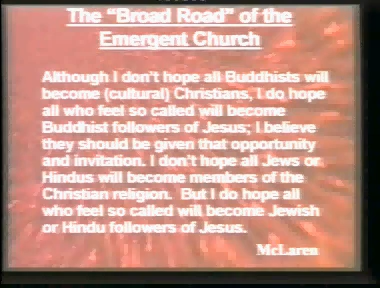 The “Broad Road” of the
Emergent Church
Although I don't hope all Buddhists will
become (cultural) Christians, I do hope
all who feel so called will become
Buddhist followers of Jesus; I believe
they should be given that opportunity
and invitation. I don't hope all Jews or
Hindus will become members of the
Christian religion.  But I do hope all
who feel so called will become Jewish
or Hindu followers of Jesus.
McLaren